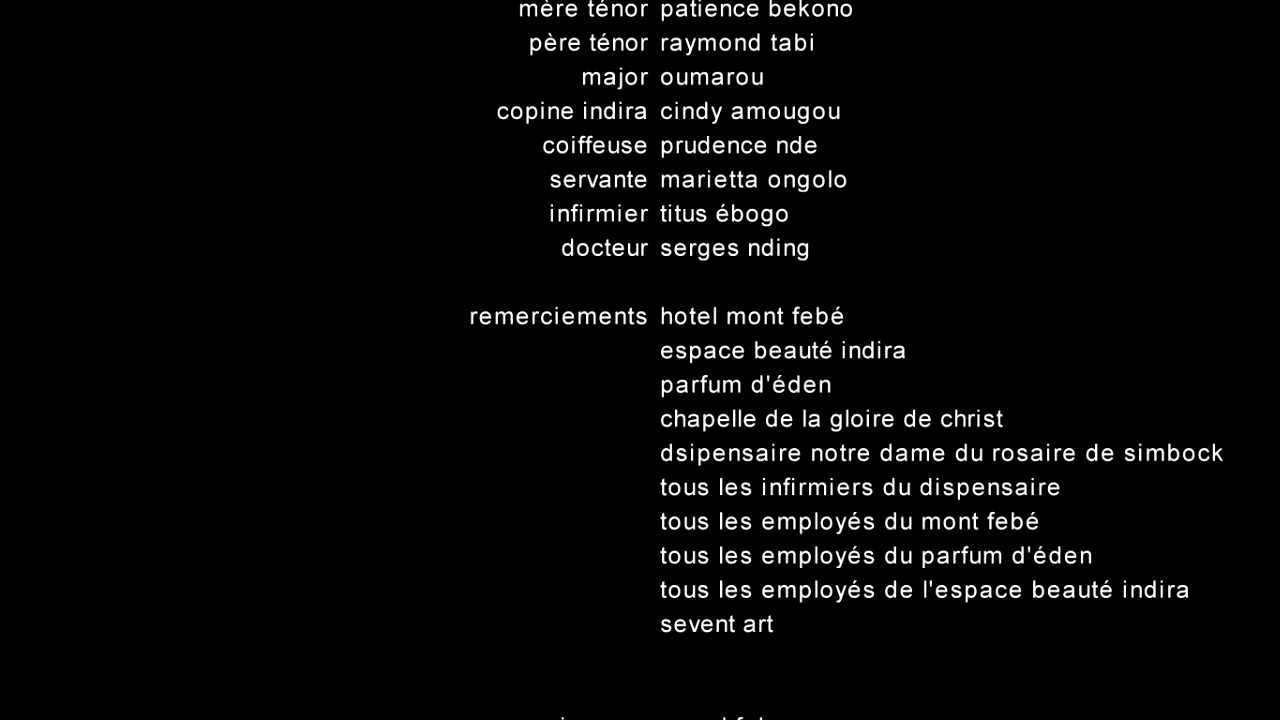 mère ténor patience bekono
père ténor raymond tabi
major oumarou
copine indira cindy amougou
coiffeuse prudence nde
servante marietta ongolo
infirmier titus ébogo
docteur serges nding
remerciements hotel mont febé
espace beauté indira
parfum d'éden
chapelle de la gloire de christ
dsipensaire notre dame du rosaire de simbock
tous les infirmiers du dispensaire
tous les employés du mont febé
tous les employés du parfum d'éden
tous les employés de l'espace beauté indira
sevent art